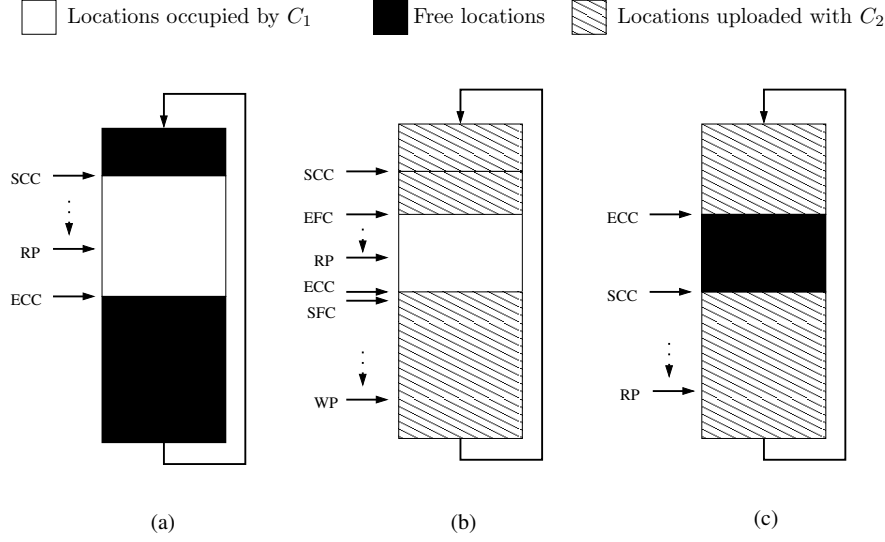 Locations occupied by C1
Free locations
Locations uploaded with C2
SCC
RP
ECC
(a)
SCC
EFC
RP
ECC
SFC
WP
(b)
ECC
SCC
RP
(c)